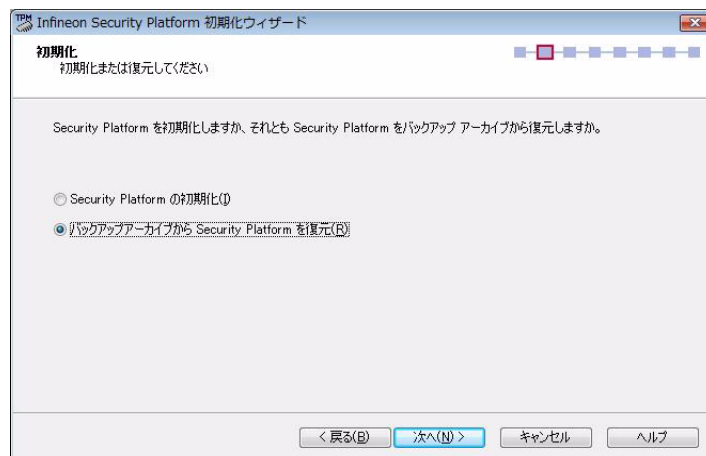 TPM
Infineon Security Platform 初期化ウィザード
初期化
初期化または復元してください
Security Platform を初期化しますか、それとも Security Platform をバックアップ アーカイブから復元しますか。
Security Platform の初期化(I)
バックアップアーカイブから Security Platform を復元(R)
< 戻る(B) 次へ(N) > キャンセル ヘルプ